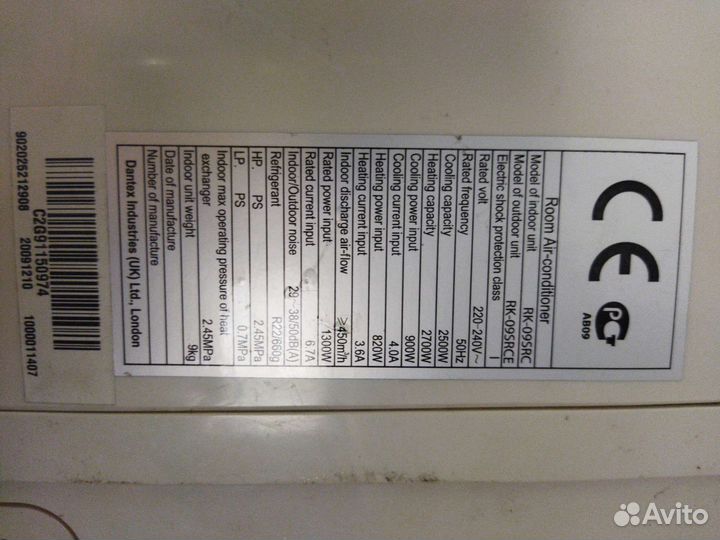 CE
PCT
AB09
Room Air-conditioner
Model of indoor unit RK-09SRC
Model of outdoor unit RK-09SRCE
Electric shock protection class I
Rated volt 220~240V~
Rated frequency 50Hz
Cooling capacity 2500W
Heating capacity 2700W
Cooling power input 900W
Cooling current input 4.0A
Heating power input 820W
Heating current input 3.6A
Indoor discharge air-flow ≥450m³/h
Rated power input 1300W
Rated current input 6.7A
Indoor/Outdoor noise 29~38/50dB(A)
Refrigerant R22/660g
HP. PS 2.45MPa
LP. PS 0.7MPa
Indoor max operating pressure of heat
exchanger 2.45MPa
Indoor unit weight 9kg
Date of manufacture
Number of manufacture
Dantex Industries (UK) Ltd., London
C2G91150974
20091210 1000011407
902025212908
Avito